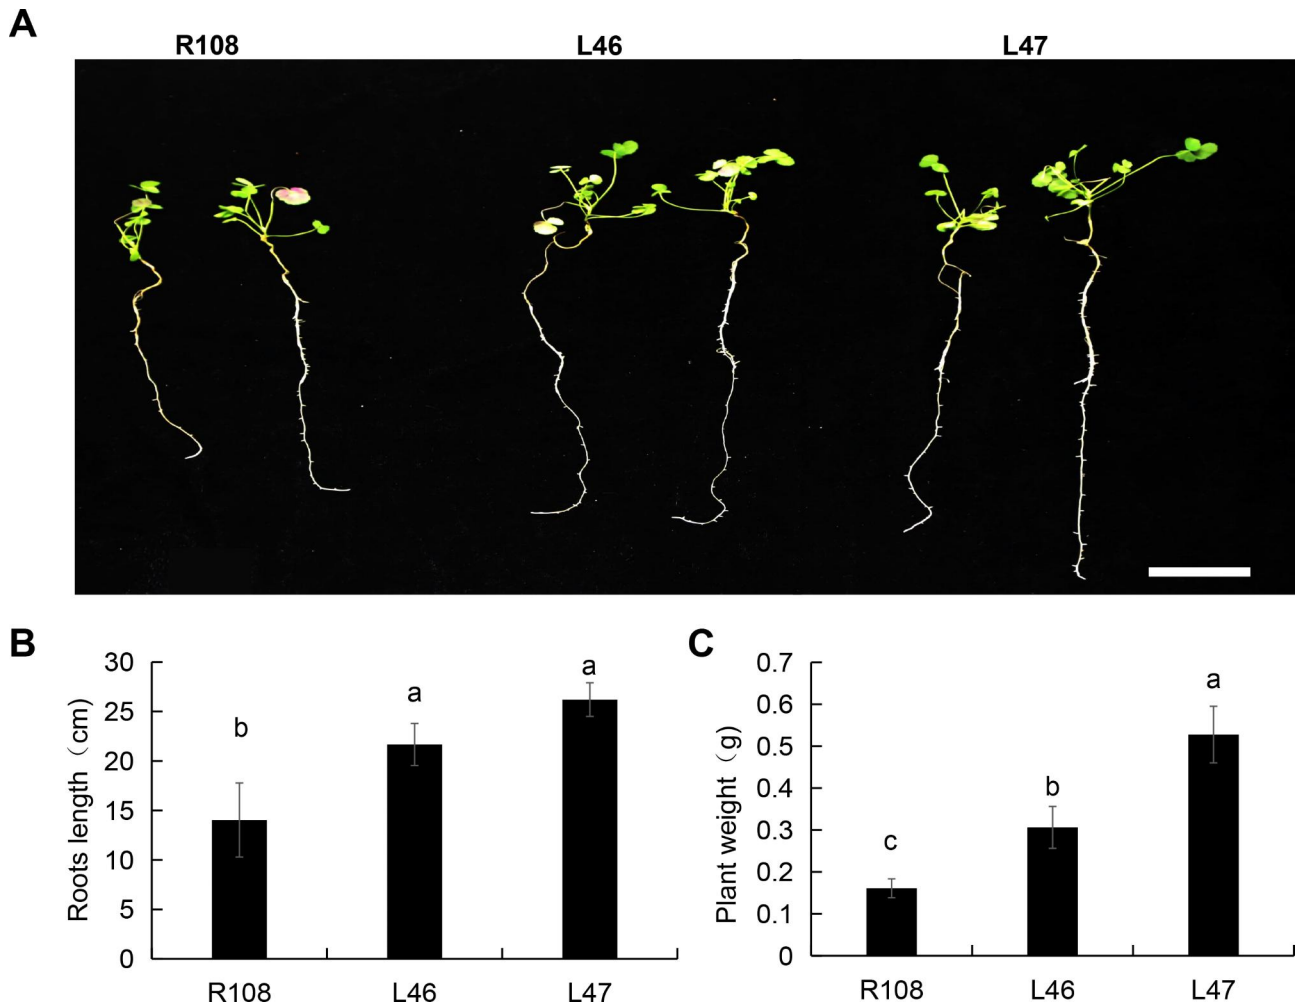 A
R108 L46 L47
B
Roots length（cm)
30
25
20
15
10
5
0
b
a
a
R108 L46 L47
C
Plant weight（g)
0.7
0.6
0.5
0.4
0.3
0.2
0.1
0
c
b
a
R108 L46 L47